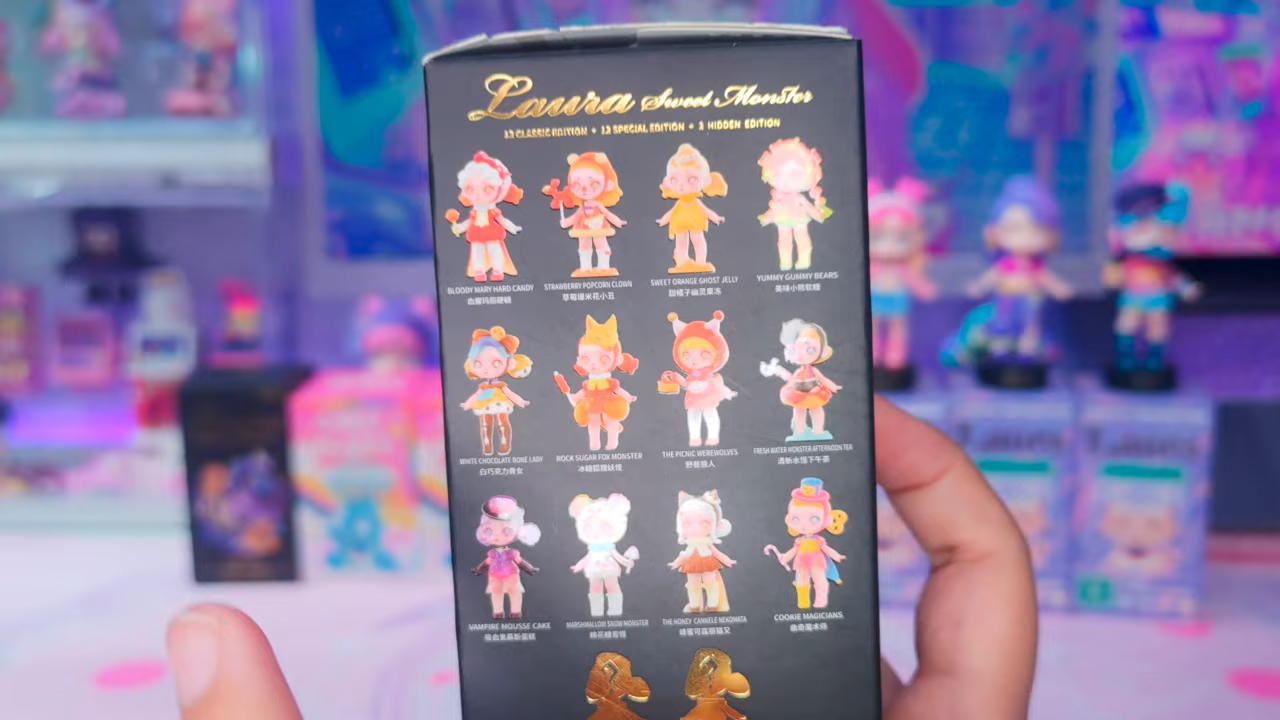 Laura Sweet Monster
12 CLASSIC EDITION + 12 SPECIAL EDITION + 2 HIDDEN EDITION
BLOODY MARY HARD CANDY
血腥玛丽硬糖
STRAWBERRY POPCORN CLOWN
草莓爆米花小丑
SWEET ORANGE GHOST JELLY
甜橘子幽灵果冻
YUMMY GUMMY BEARS
美味小熊软糖
WHITE CHOCOLATE BONE LADY
白巧克力骨女
ROCK SUGAR FOX MONSTER
冰糖狐狸妖怪
THE PICNIC WEREWOLVES
野餐狼人
FRESH WATER MONSTER AFTERNOON TEA
清新水怪下午茶
VAMPIRE MOUSSE CAKE
吸血鬼慕斯蛋糕
MARSHMALLOW SNOW MONSTER
棉花糖雪怪
THE HONEY CANNELE NEKOMATA
蜂蜜可露丽猫又
COOKIE MAGICIANS
曲奇魔术师